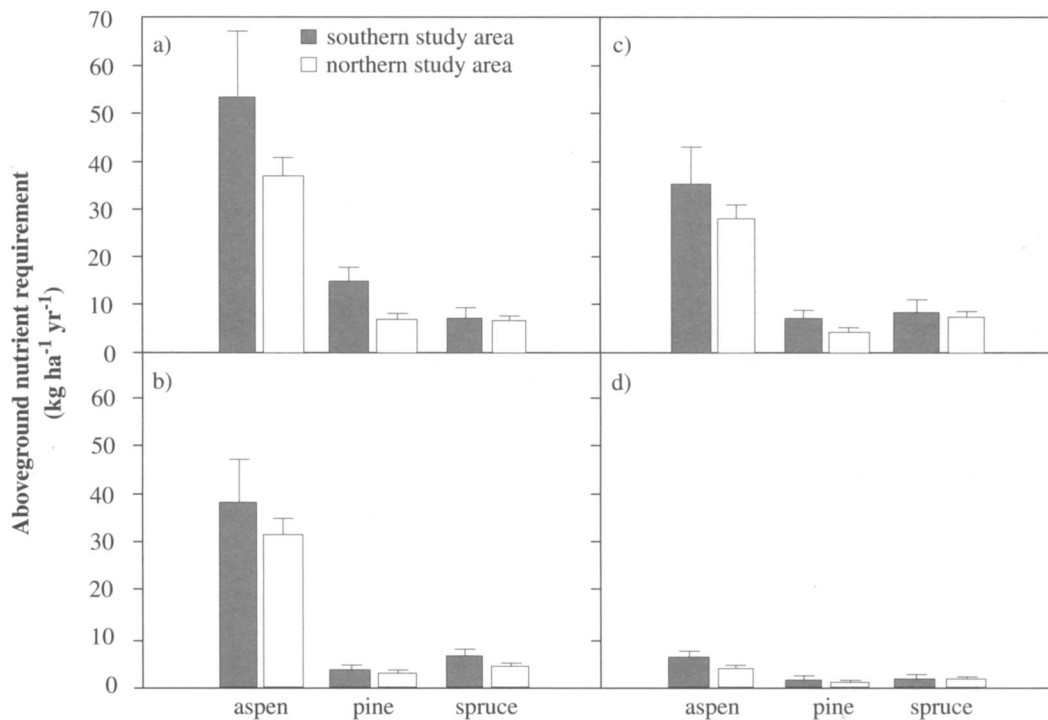 a)
southern study area
northern study area
c)
70
60
50
40
30
20
10
0
b)
d)
60
50
40
30
20
10
0
aspen pine spruce
aspen pine spruce
Aboveground nutrient requirement
(kg ha⁻¹ yr⁻¹)